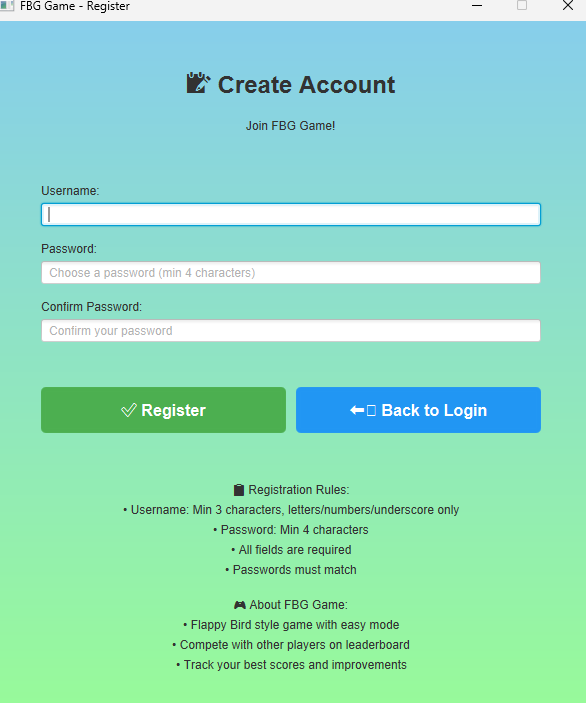 FBG Game - Register
📝 Create Account
Join FBG Game!
Username:
Password:
Choose a password (min 4 characters)
Confirm Password:
Confirm your password
✅ Register
⬅□ Back to Login
📋 Registration Rules:
• Username: Min 3 characters, letters/numbers/underscore only
• Password: Min 4 characters
• All fields are required
• Passwords must match
🎮 About FBG Game:
• Flappy Bird style game with easy mode
• Compete with other players on leaderboard
• Track your best scores and improvements